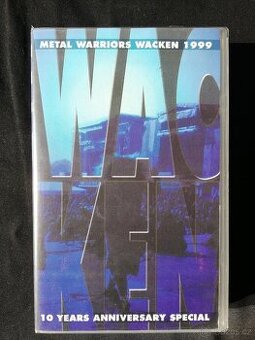 METAL WARRIORS WACKEN 1999
WAC
KEN
10 YEARS ANNIVERSARY SPECIAL